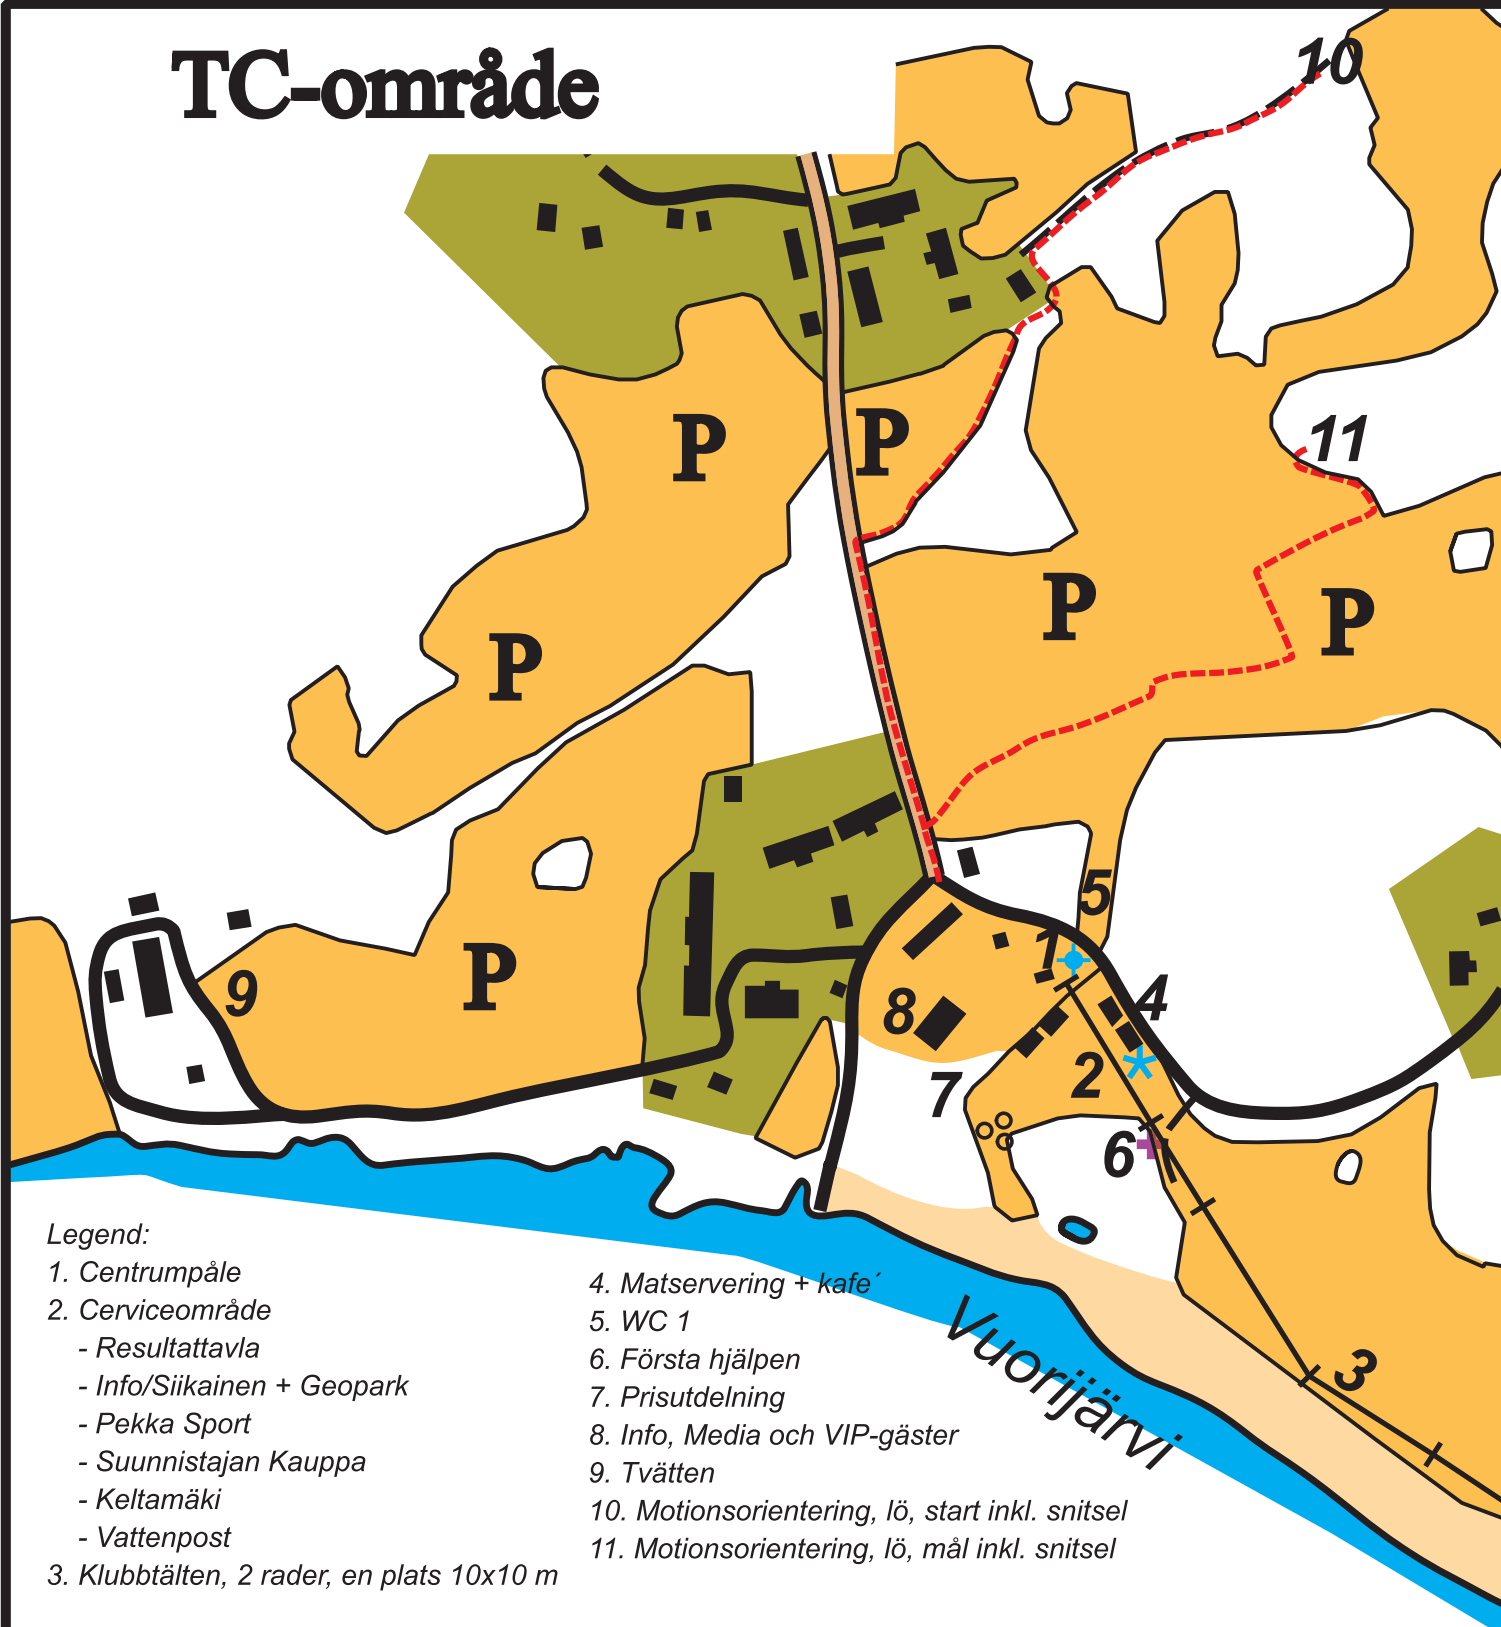 TC-område
10
11
P
P
P
P
P
P
5
1
4
9
8
2
7
6
3
Vuorijärvi
Legend:
1. Centrumpåle
2. Cerviceområde
- Resultattavla
- Info/Siikainen + Geopark
- Pekka Sport
- Suunnistajan Kauppa
- Keltamäki
- Vattenpost
3. Klubbtälten, 2 rader, en plats 10x10 m
4. Matservering + kafe´
5. WC 1
6. Första hjälpen
7. Prisutdelning
8. Info, Media och VIP-gäster
9. Tvätten
10. Motionsorientering, lö, start inkl. snitsel
11. Motionsorientering, lö, mål inkl. snitsel